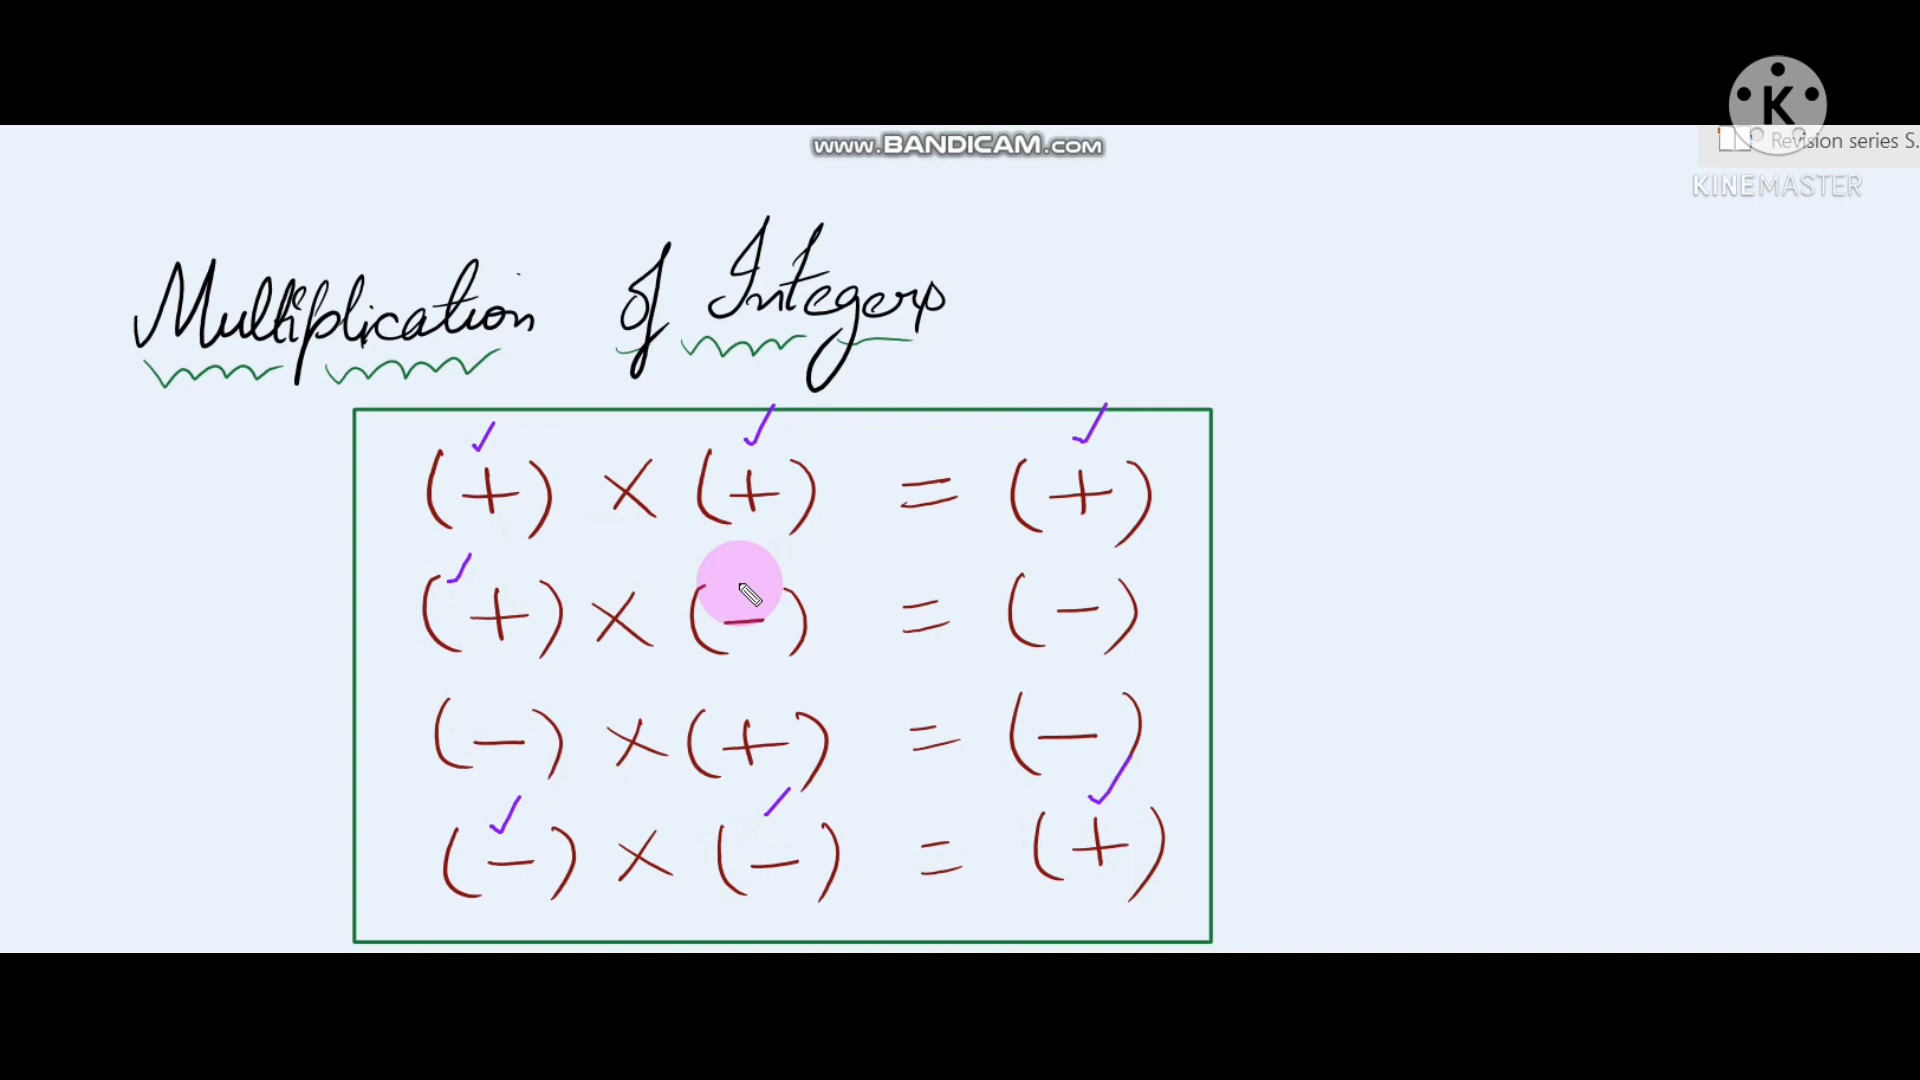 www.BANDICAM.com
K
Revision series S.
KINEMASTER
Multiplication of Integers
(+) × (+) = (+)
(+) × (-) = (-)
(-) × (+) = (-)
(-) × (-) = (+)